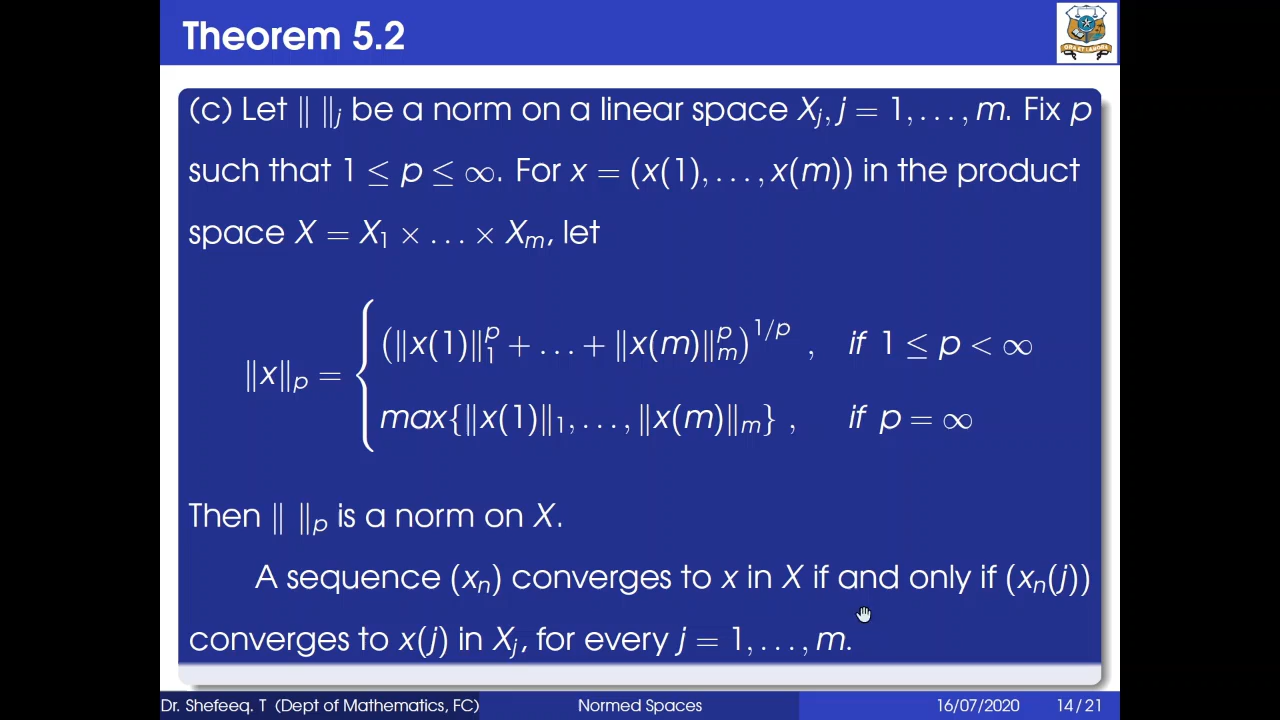 Theorem 5.2
ORA ET LABORA
(c) Let ‖ ‖ⱼ be a norm on a linear space Xⱼ, j = 1, . . . , m. Fix p
such that 1 ≤ p ≤ ∞. For x = (x(1), . . . , x(m)) in the product
space X = X₁ × . . . × Xₘ, let
‖x‖ₚ = { (‖x(1)‖₁ᵖ + . . . + ‖x(m)‖ₘᵖ)^{1/p} , if 1 ≤ p < ∞
max{‖x(1)‖₁, . . . , ‖x(m)‖ₘ} , if p = ∞
Then ‖ ‖ₚ is a norm on X.
A sequence (xₙ) converges to x in X if and only if (xₙ(j))
converges to x(j) in Xⱼ, for every j = 1, . . . , m.
Dr. Shefeeq. T (Dept of Mathematics, FC) Normed Spaces 16/07/2020 14 / 21